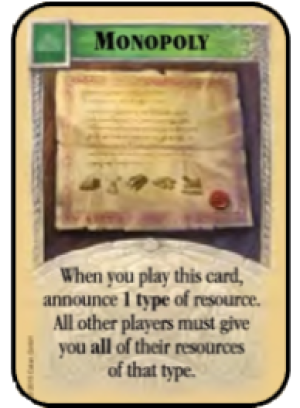 MONOPOLY
When you play this card,
announce 1 type of resource.
All other players must give
you all of their resources
of that type.